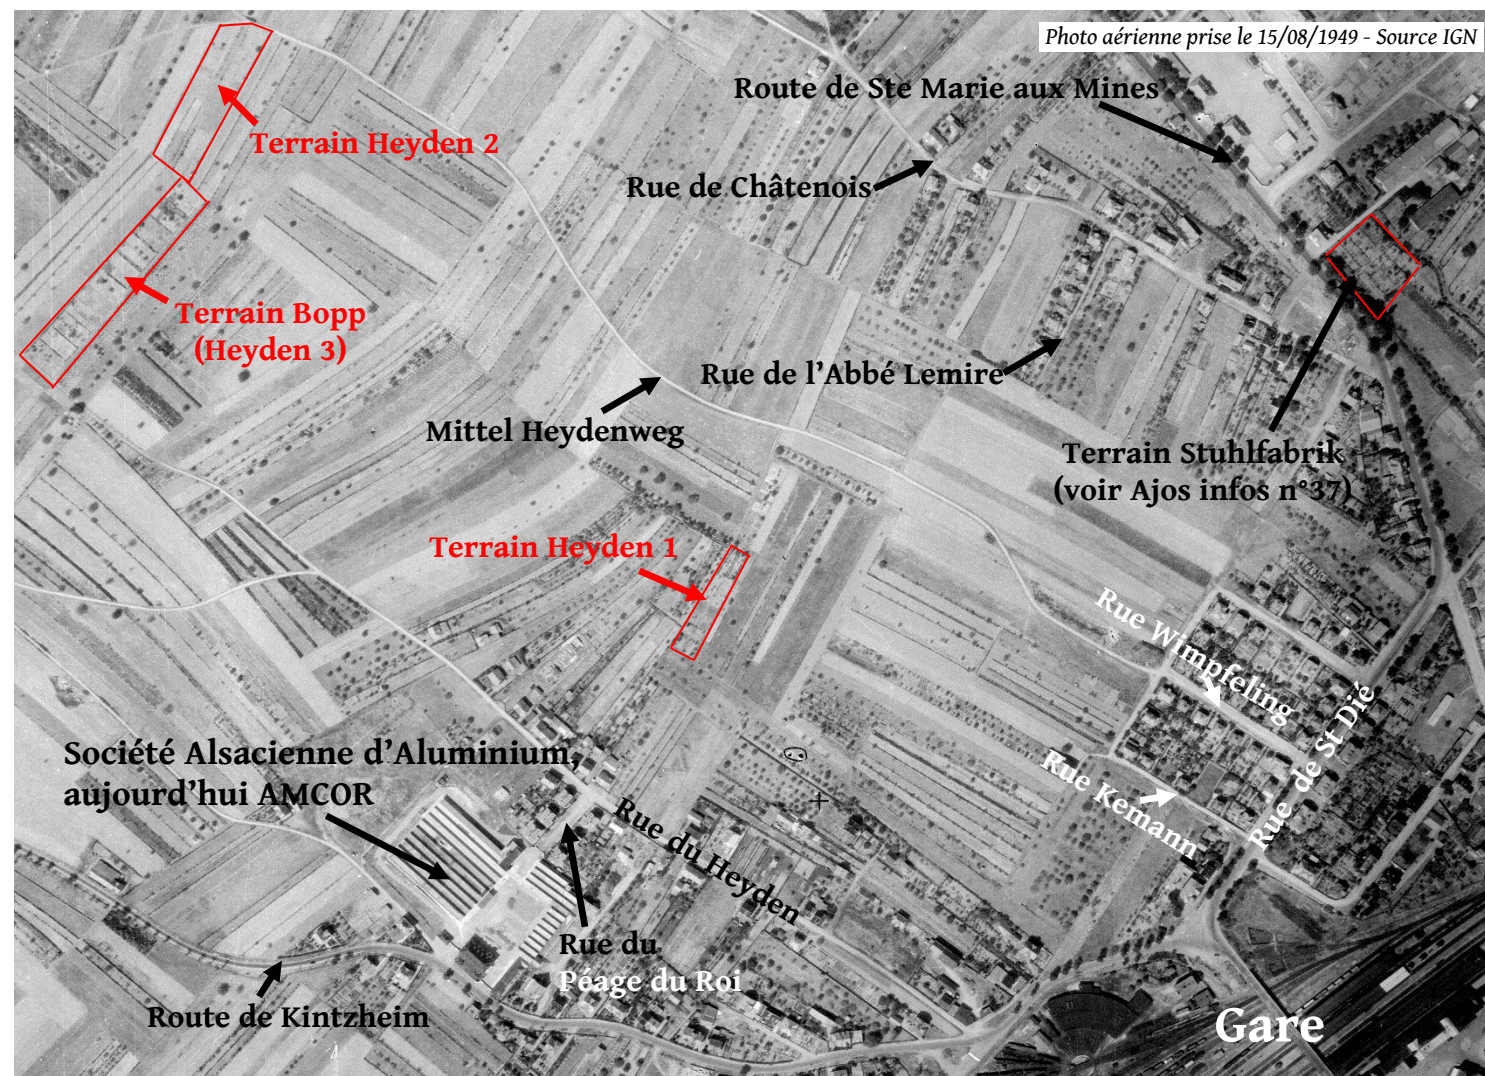 Photo aérienne prise le 15/08/1949 - Source IGN
Route de Ste Marie aux Mines
Terrain Heyden 2
Rue de Châtenois
Terrain Bopp
(Heyden 3)
Rue de l'Abbé Lemire
Mittel Heydenweg
Terrain Stuhlfabrik
(voir Ajos infos n°37)
Terrain Heyden 1
Rue Wimpfeling
Rue de St Dié
Société Alsacienne d'Aluminium,
aujourd'hui AMCOR
Rue Kemann
Rue du Heyden
Rue du
Péage du Roi
Route de Kintzheim
Gare